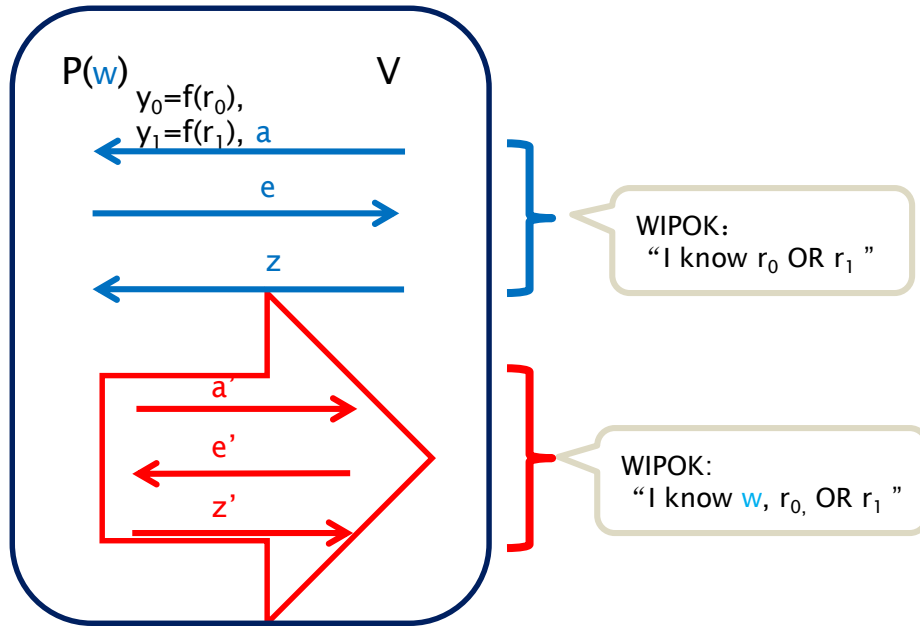 P(w) V
y₀=f(r₀),
y₁=f(r₁), a
e
z
WIPOK：
“I know r₀ OR r₁ ”
a’
e’
z’
WIPOK:
“I know w, r₀, OR r₁ ”